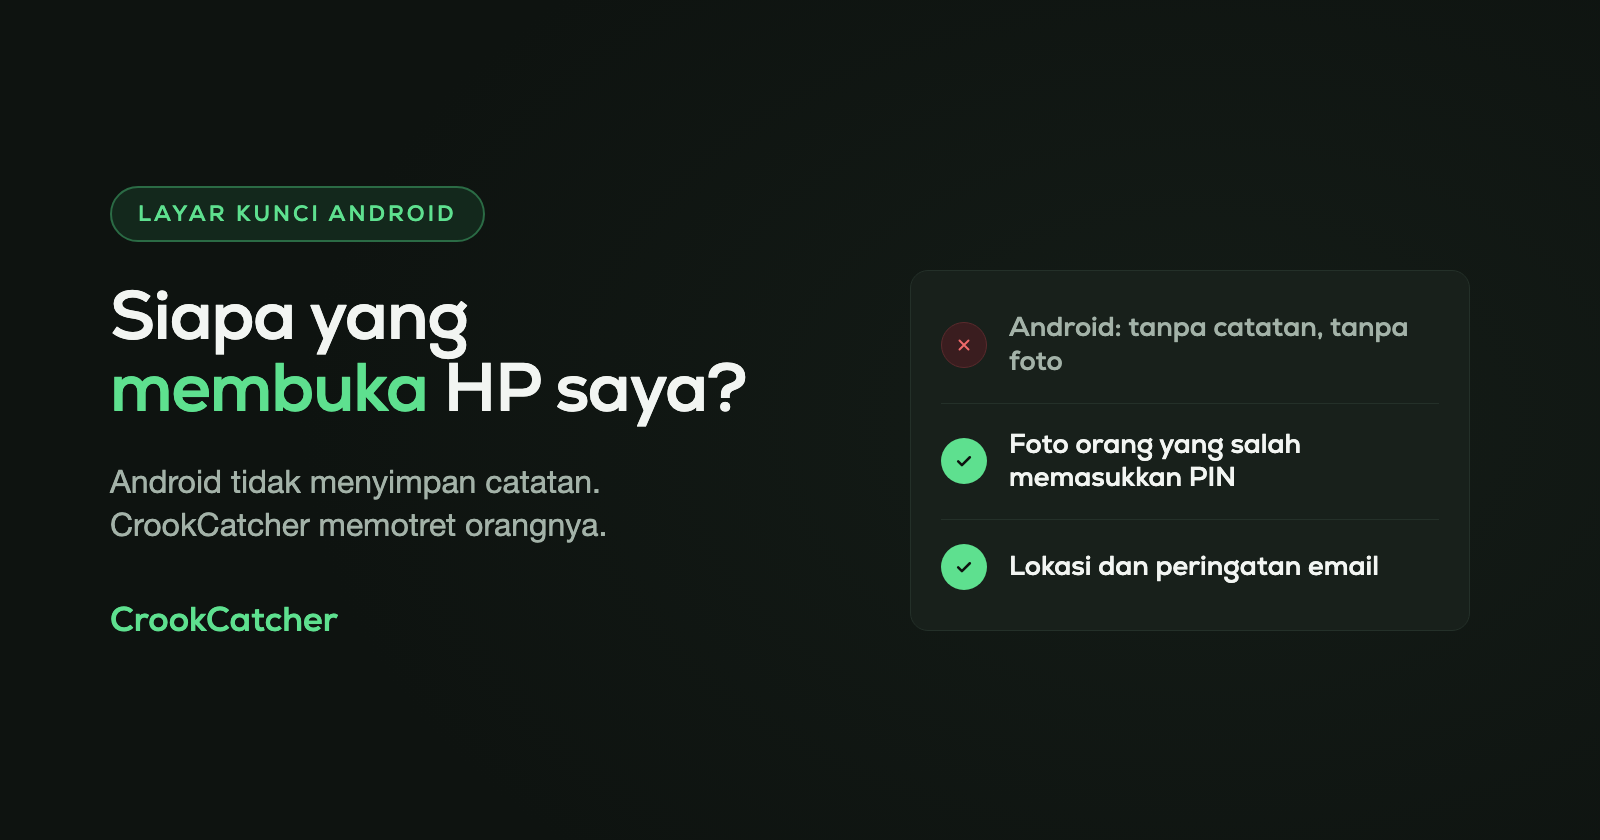 LAYAR KUNCI ANDROID
Siapa yang
membuka HP saya?
Android tidak menyimpan catatan.
CrookCatcher memotret orangnya.
CrookCatcher
Android: tanpa catatan, tanpa
foto
Foto orang yang salah
memasukkan PIN
Lokasi dan peringatan email